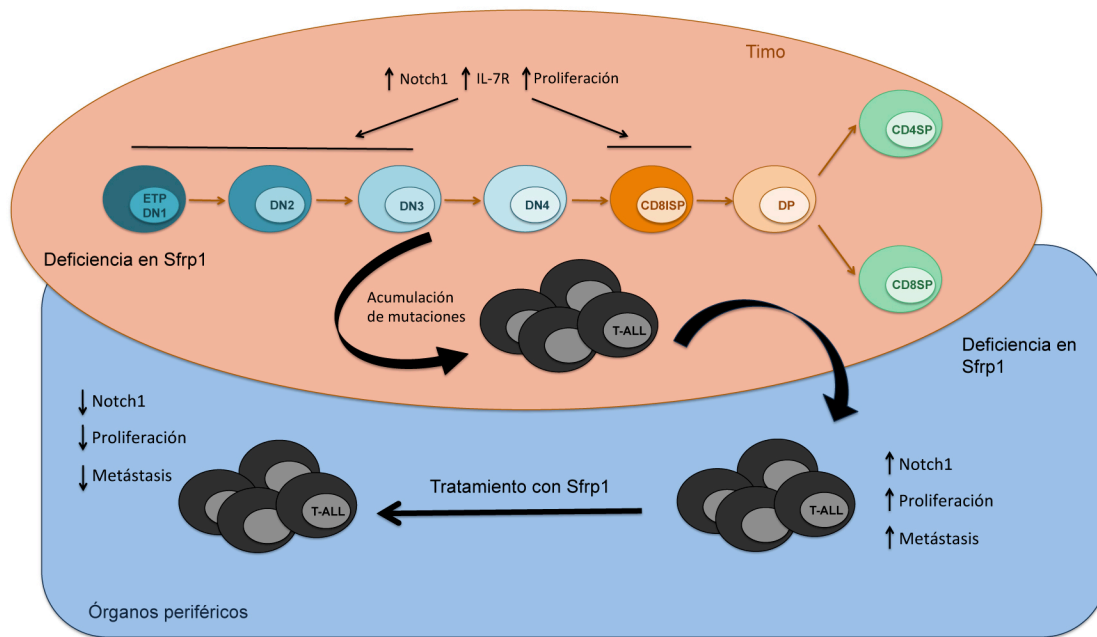 Timo
↑ Notch1 ↑ IL-7R ↑ Proliferación
ETP
DN1
DN2
DN3
DN4
CD8ISP
DP
CD4SP
CD8SP
Deficiencia en Sfrp1
Acumulación
de mutaciones
T-ALL
Deficiencia en
Sfrp1
↓ Notch1
↓ Proliferación
↓ Metástasis
T-ALL
Tratamiento con Sfrp1
T-ALL
↑ Notch1
↑ Proliferación
↑ Metástasis
Órganos periféricos